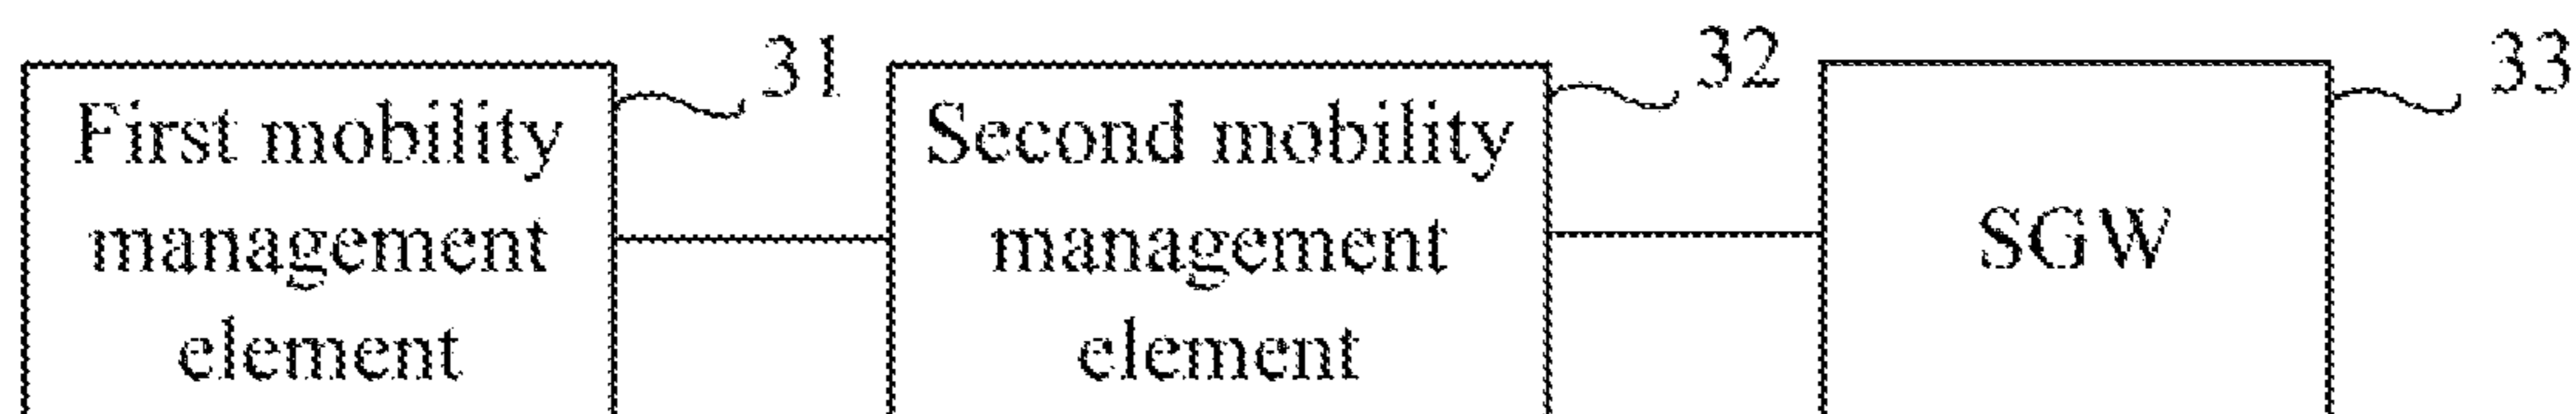 31
32
33
First mobility
management
element
Second mobility
management
element
SGW